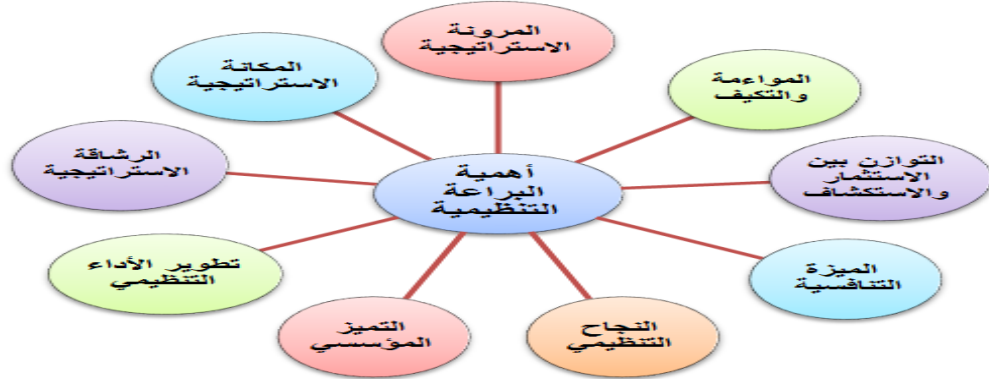 المرونة
الاستراتيجية
المواءمة
والتكيف
التوازن بين
الاستثمار
والاستكشاف
الميزة
التنافسية
النجاح
التنظيمي
التميز
المؤسسي
تطوير الأداء
التنظيمي
الرشاقة
الاستراتيجية
المكانة
الاستراتيجية
أهمية
البراعة
التنظيمية